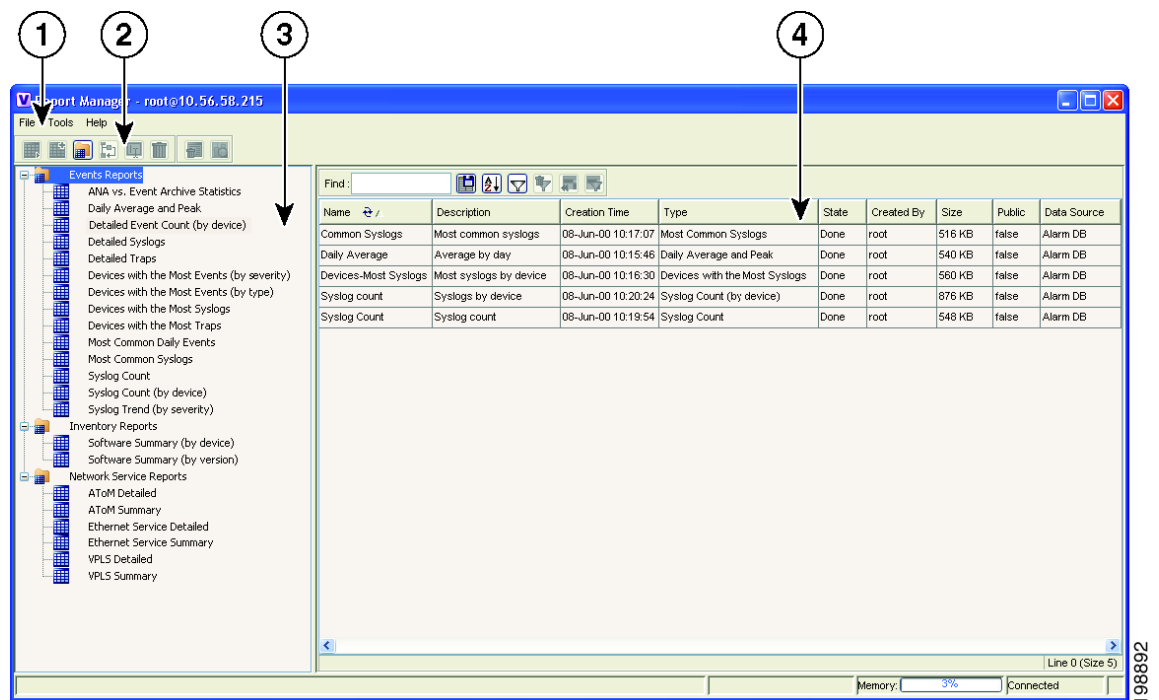 1 2 3 4
Report Manager - root@10.56.58.215
File Tools Help
Events Reports
ANA vs. Event Archive Statistics
Daily Average and Peak
Detailed Event Count (by device)
Detailed Syslogs
Detailed Traps
Devices with the Most Events (by severity)
Devices with the Most Events (by type)
Devices with the Most Syslogs
Devices with the Most Traps
Most Common Daily Events
Most Common Syslogs
Syslog Count
Syslog Count (by device)
Syslog Trend (by severity)
Inventory Reports
Software Summary (by device)
Software Summary (by version)
Network Service Reports
AToM Detailed
AToM Summary
Ethernet Service Detailed
Ethernet Service Summary
VPLS Detailed
VPLS Summary
Find :
Name Description Creation Time Type State Created By Size Public Data Source
Common Syslogs Most common syslogs 08-Jun-00 10:17:07 Most Common Syslogs Done root 516 KB false Alarm DB
Daily Average Average by day 08-Jun-00 10:15:46 Daily Average and Peak Done root 540 KB false Alarm DB
Devices-Most Syslogs Most syslogs by device 08-Jun-00 10:16:30 Devices with the Most Syslogs Done root 560 KB false Alarm DB
Syslog count Syslogs by device 08-Jun-00 10:20:24 Syslog Count (by device) Done root 876 KB false Alarm DB
Syslog Count Syslog count 08-Jun-00 10:19:54 Syslog Count Done root 548 KB false Alarm DB
Line 0 (Size 5)
Memory: 3% Connected
198892